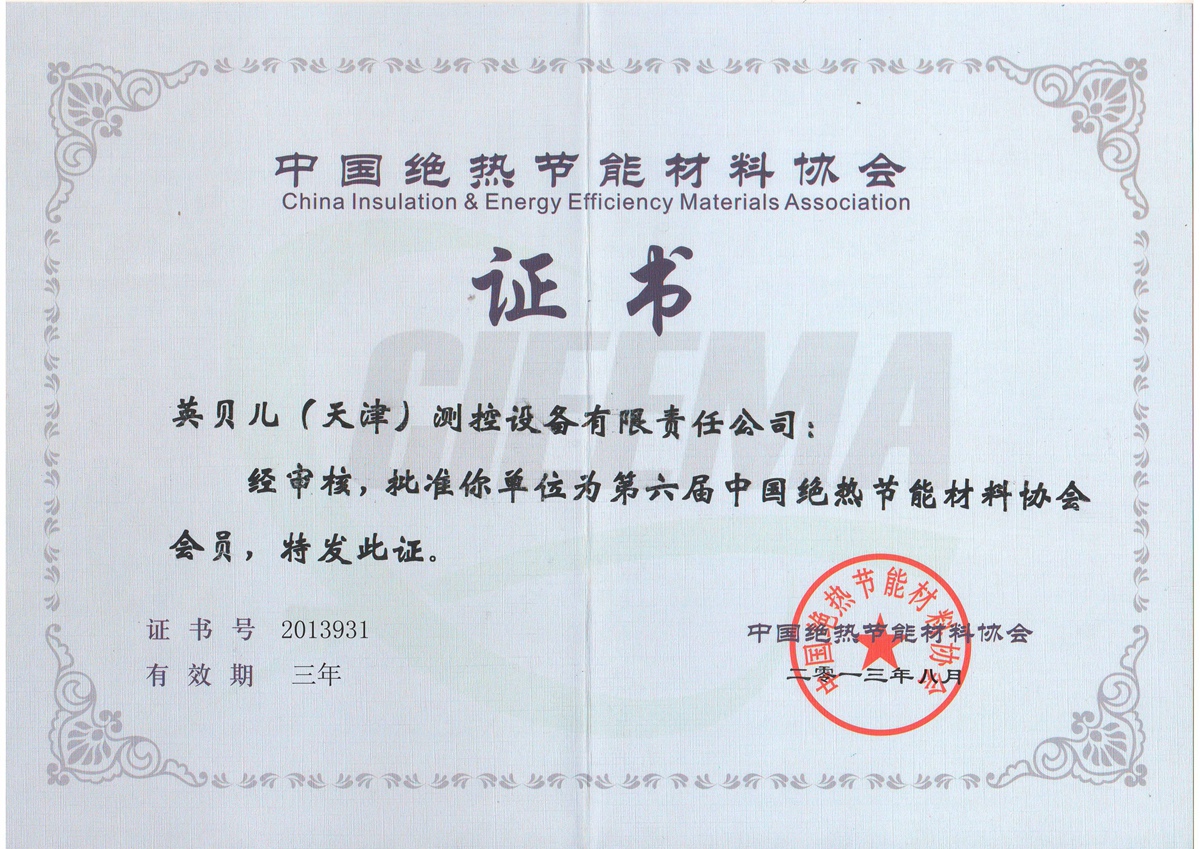 中国绝热节能材料协会
China Insulation & Energy Efficiency Materials Association
证 书
CIEEMA
英贝儿（天津）测控设备有限责任公司：
经审核，批准你单位为第六届中国绝热节能材料协会
会员，特发此证。
证 书 号 2013931
有 效 期 三年
中国绝热节能材料协会
二零一三年八月
中国绝热节能材料协会